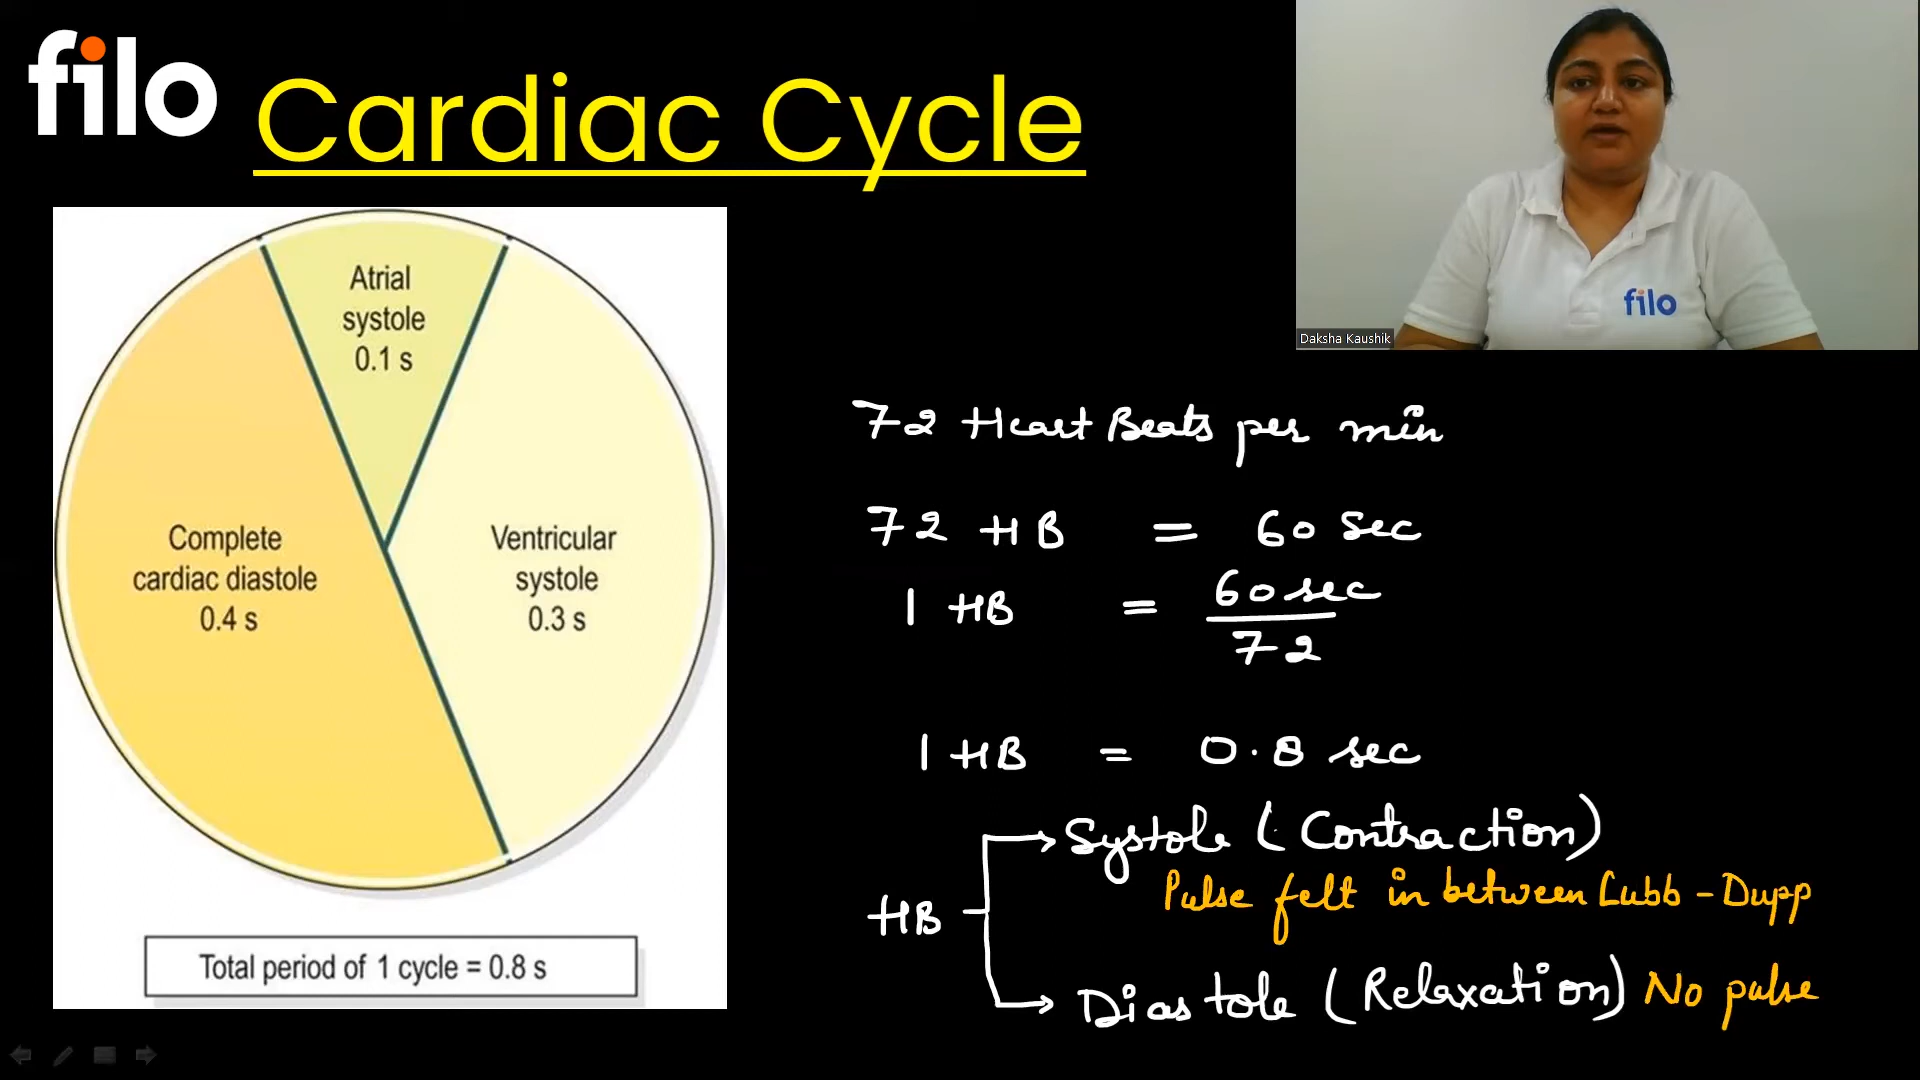 filo
Cardiac Cycle
filo
Daksha Kaushik
Atrial
systole
0.1 s
Complete
cardiac diastole
0.4 s
Ventricular
systole
0.3 s
Total period of 1 cycle = 0.8 s
72 Heart Beats per min
72 HB = 60 sec
1 HB = 60 sec
72
1 HB = 0.8 sec
Systole (Contraction)
Pulse felt in between Lubb - Dupp
HB
Diastole (Relaxation) No pulse